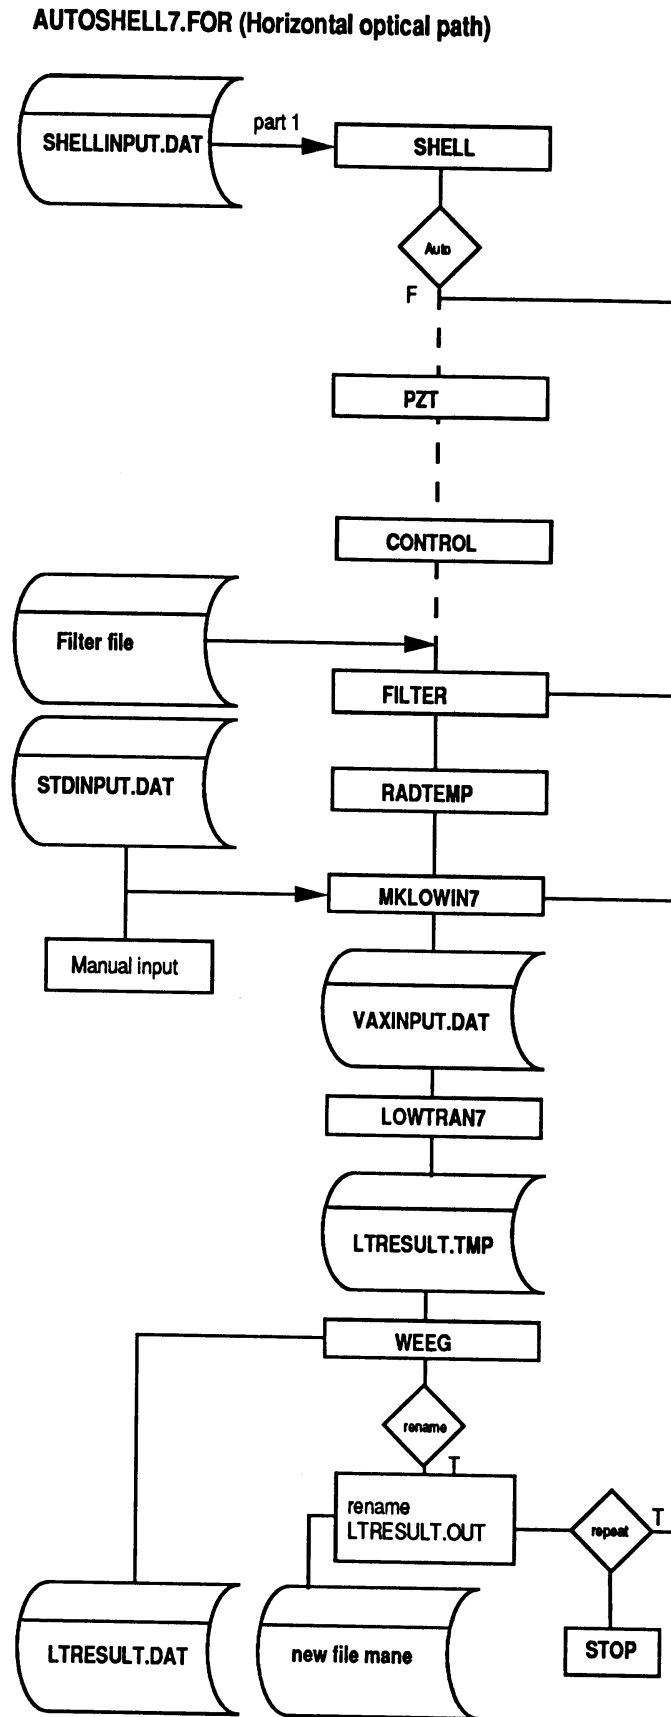 AUTOSHELL7.FOR (Horizontal optical path)
SHELLINPUT.DAT
part 1
SHELL
Auto
F
PZT
CONTROL
Filter file
FILTER
STDINPUT.DAT
RADTEMP
MKLOWIN7
Manual input
VAXINPUT.DAT
LOWTRAN7
LTRESULT.TMP
WEEG
rename
T
rename
LTRESULT.OUT
repeat
T
LTRESULT.DAT
new file mane
STOP